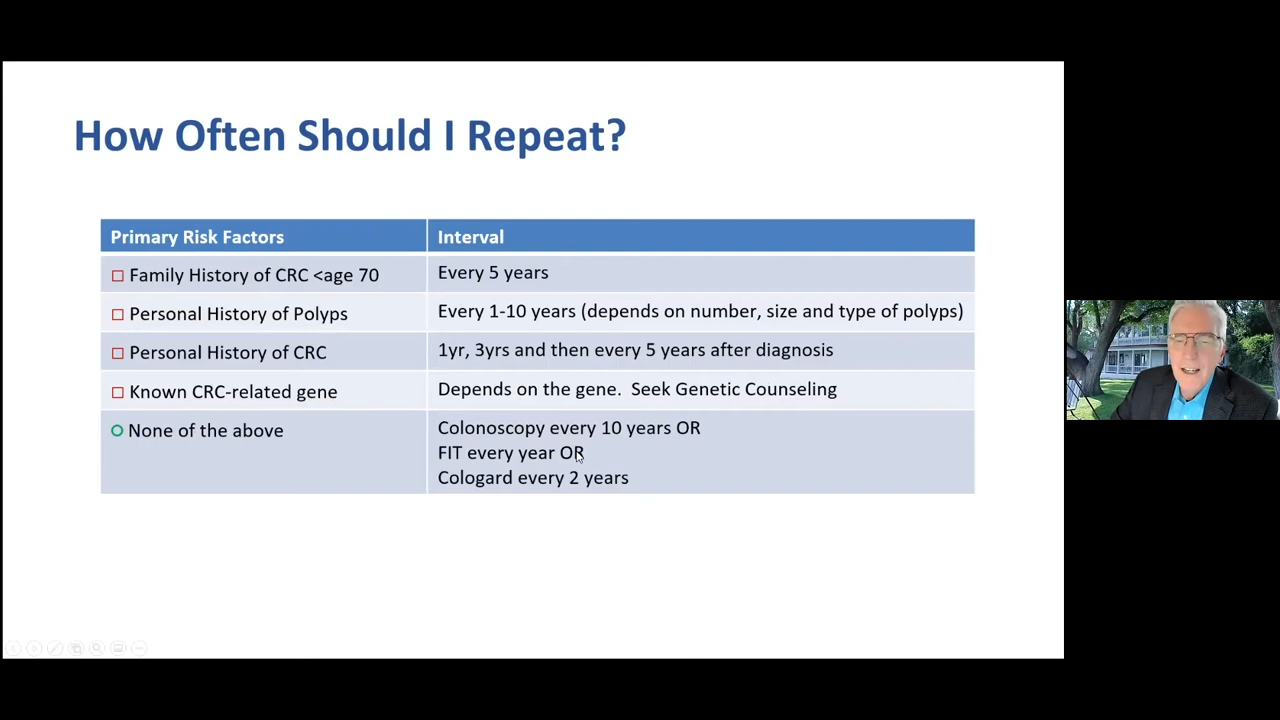 How Often Should I Repeat?
Primary Risk Factors
Interval
Family History of CRC <age 70
Every 5 years
Personal History of Polyps
Every 1-10 years (depends on number, size and type of polyps)
Personal History of CRC
1yr, 3yrs and then every 5 years after diagnosis
Known CRC-related gene
Depends on the gene.  Seek Genetic Counseling
None of the above
Colonoscopy every 10 years OR
FIT every year OR
Cologard every 2 years